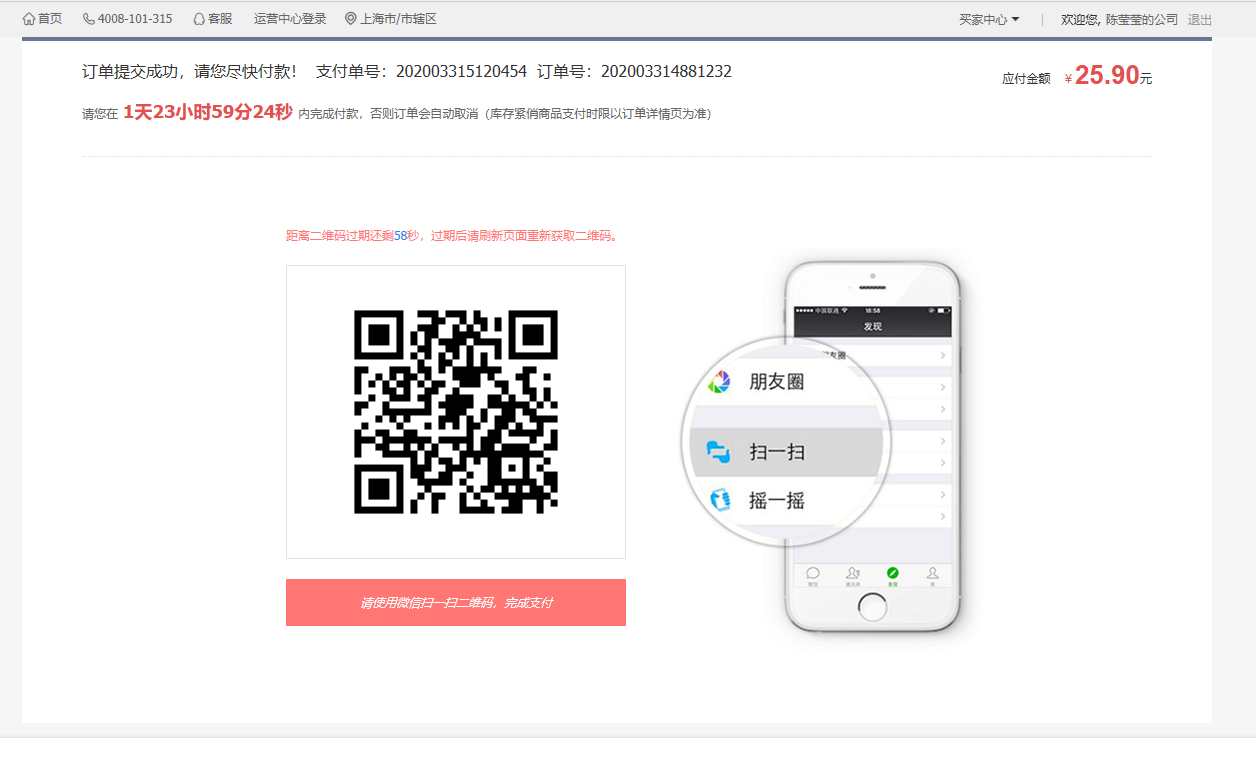 首页 4008-101-315 客服 运营中心登录 上海市/市辖区 买家中心 | 欢迎您, 陈莹莹的公司 退出
订单提交成功，请您尽快付款！ 支付单号：202003315120454 订单号：202003314881232
应付金额 ￥25.90元
请您在 1天23小时59分24秒 内完成付款，否则订单会自动取消（库存紧俏商品支付时限以订单详情页为准）
距离二维码过期还剩58秒，过期后请刷新页面重新获取二维码。
中国联通 18:58
发现
朋友圈
扫一扫
摇一摇
请使用微信扫一扫二维码，完成支付